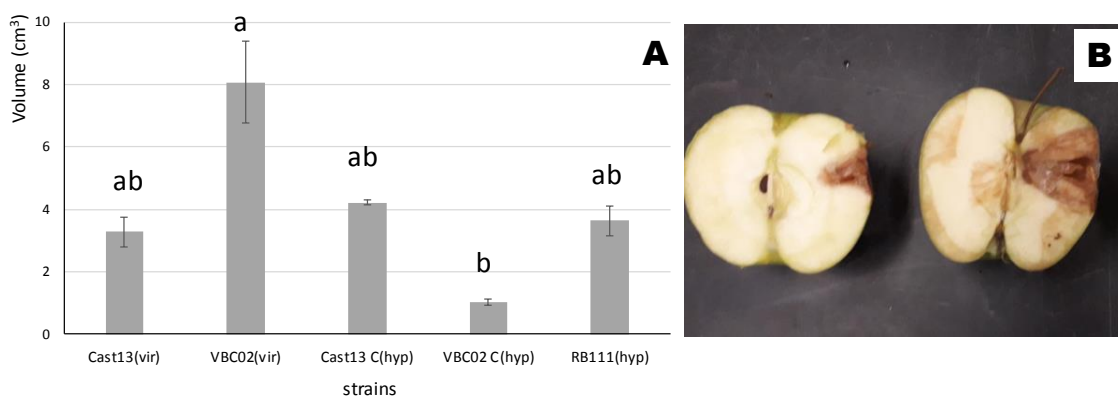 Volume (cm³)
10
8
6
4
2
0
ab
a
ab
b
ab
Cast13(vir)
VBC02(vir)
Cast13 C(hyp)
VBC02 C(hyp)
RB111(hyp)
strains
A
B